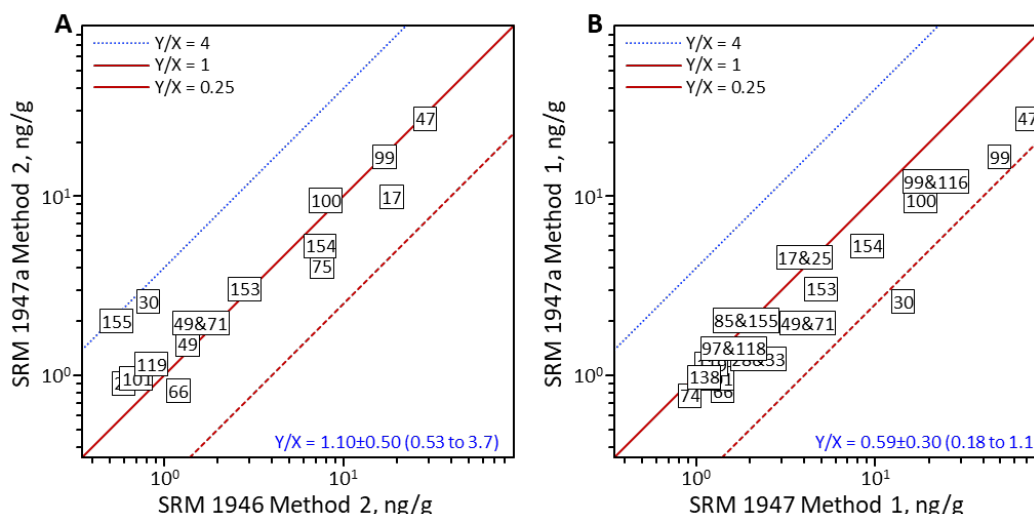 A
Y/X = 4
Y/X = 1
Y/X = 0.25
47
99
100
17
154
75
153
30
155
49&71
49
119
101
66
Y/X = 1.10±0.50 (0.53 to 3.7)
10¹
10⁰
10⁰
10¹
SRM 1947a Method 2, ng/g
SRM 1946 Method 2, ng/g
B
Y/X = 4
Y/X = 1
Y/X = 0.25
47
99
99&116
100
154
17&25
153
30
85&155
49&71
97&118
138
74
66
Y/X = 0.59±0.30 (0.18 to 1.1
10¹
10⁰
10⁰
10¹
SRM 1947a Method 1, ng/g
SRM 1947 Method 1, ng/g